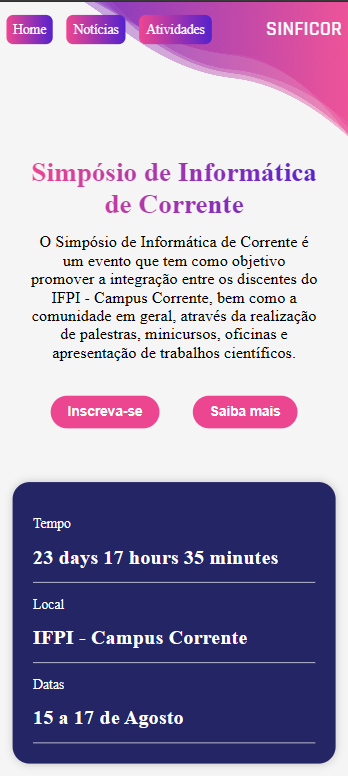 Home Notícias Atividades SINFICOR
Simpósio de Informática
de Corrente
O Simpósio de Informática de Corrente é
um evento que tem como objetivo
promover a integração entre os discentes do
IFPI - Campus Corrente, bem como a
comunidade em geral, através da realização
de palestras, minicursos, oficinas e
apresentação de trabalhos científicos.
Inscreva-se Saiba mais
Tempo
23 days 17 hours 35 minutes
Local
IFPI - Campus Corrente
Datas
15 a 17 de Agosto